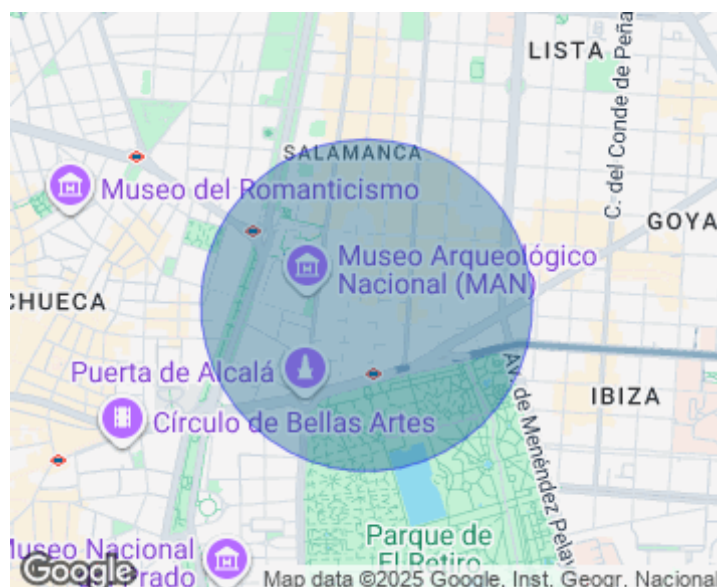 LISTA
C. del Conde de Peña
SALAMANCA
Museo del Romanticismo
GOYA
Museo Arqueológico
Nacional (MAN)
CHUECA
Puerta de Alcalá
Av. de Menéndez Pelay
IBIZA
Círculo de Bellas Artes
Parque de
El Retiro
Museo Nacional
Prado
Google
Map data ©2025 Google, Inst. Geogr. Nacional